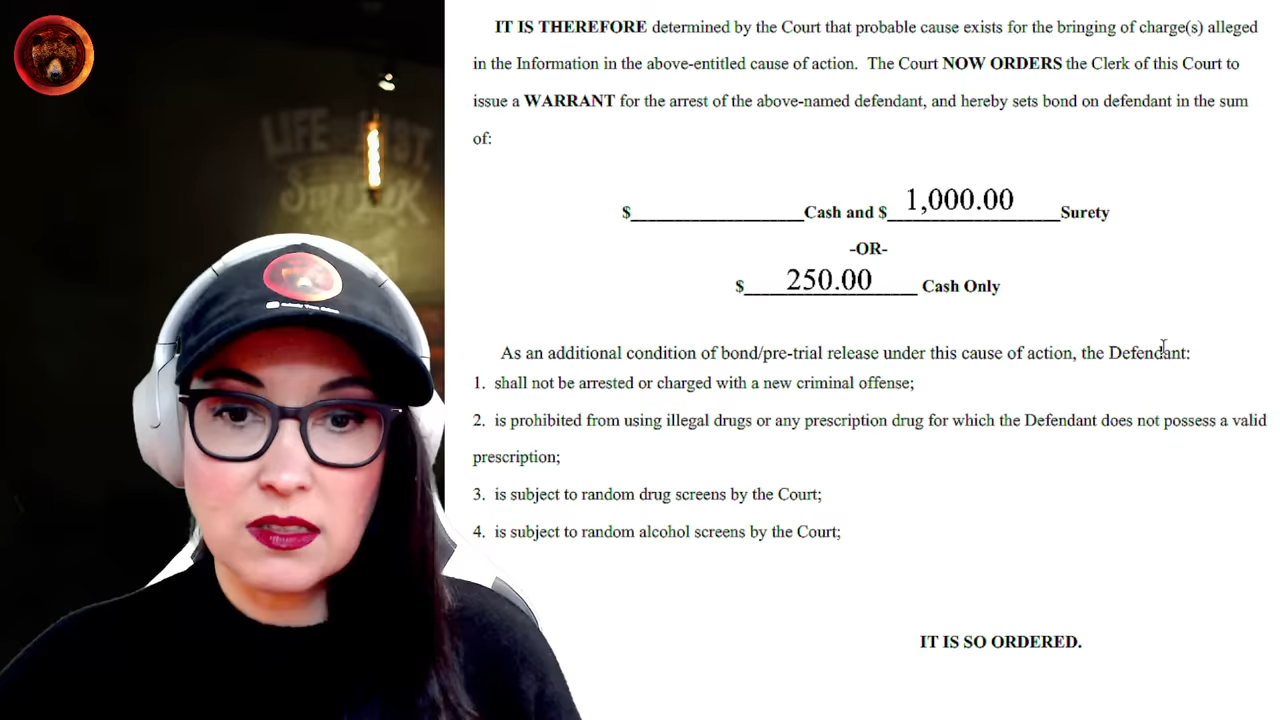 IT IS THEREFORE determined by the Court that probable cause exists for the bringing of charge(s) alleged
in the Information in the above-entitled cause of action. The Court NOW ORDERS the Clerk of this Court to
issue a WARRANT for the arrest of the above-named defendant, and hereby sets bond on defendant in the sum
of:
$__________________Cash and $ 1,000.00 Surety
-OR-
$ 250.00 Cash Only
As an additional condition of bond/pre-trial release under this cause of action, the Defendant:
1. shall not be arrested or charged with a new criminal offense;
2. is prohibited from using illegal drugs or any prescription drug for which the Defendant does not possess a valid
prescription;
3. is subject to random drug screens by the Court;
4. is subject to random alcohol screens by the Court;
IT IS SO ORDERED.
LIFE